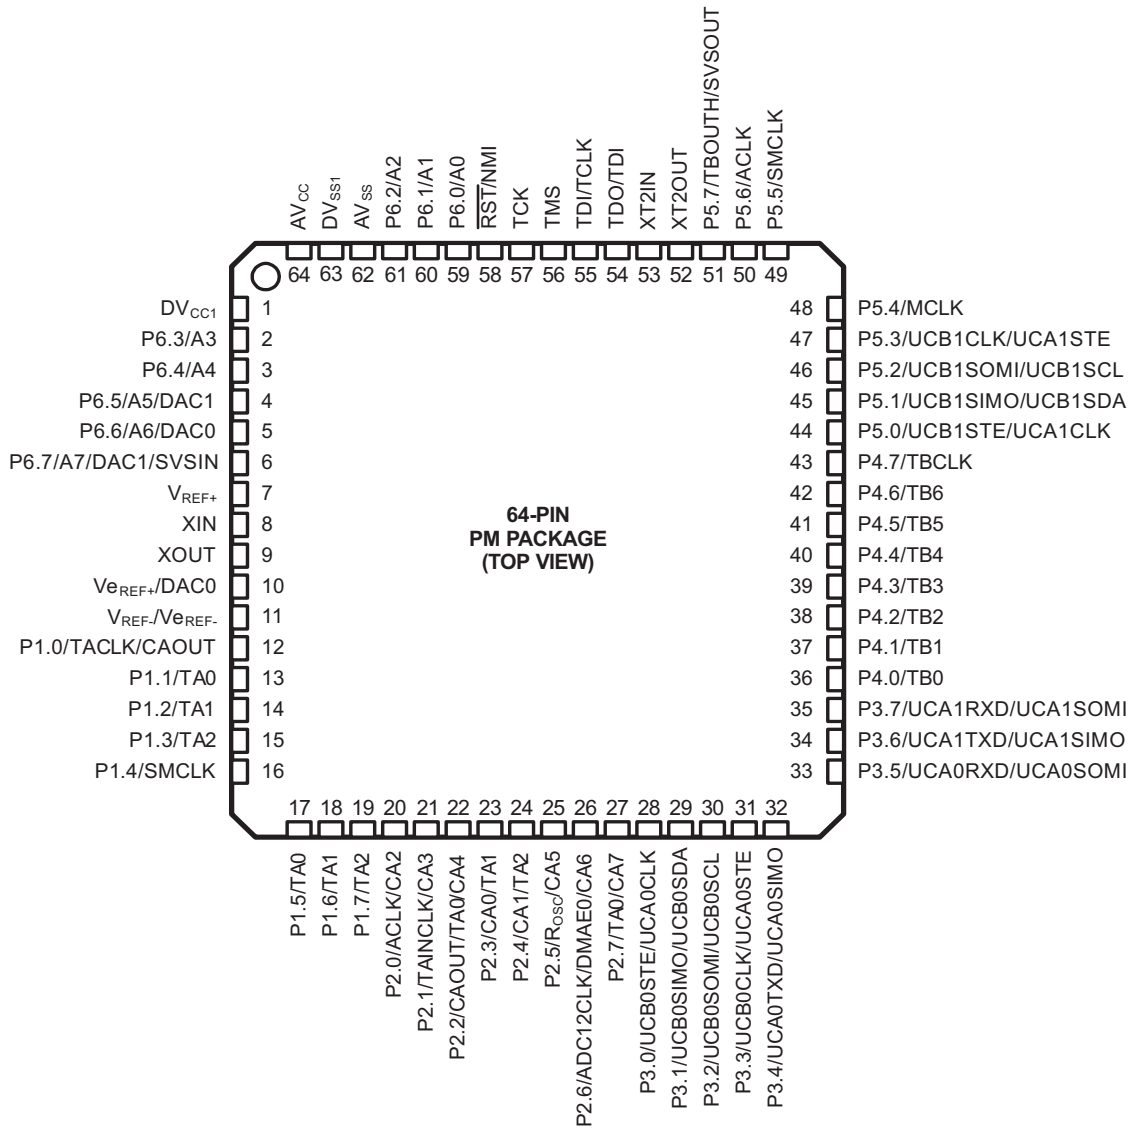 AVCC
DVSS1
AVSS
P6.2/A2
P6.1/A1
P6.0/A0
RST/NMI
TCK
TMS
TDI/TCLK
TDO/TDI
XT2IN
XT2OUT
P5.7/TBOUTH/SVSOUT
P5.6/ACLK
P5.5/SMCLK
64 63 62 61 60 59 58 57 56 55 54 53 52 51 50 49
DVCC1 1
P6.3/A3 2
P6.4/A4 3
P6.5/A5/DAC1 4
P6.6/A6/DAC0 5
P6.7/A7/DAC1/SVSIN 6
VREF+ 7
XIN 8
XOUT 9
VeREF+/DAC0 10
VREF-/VeREF- 11
P1.0/TACLK/CAOUT 12
P1.1/TA0 13
P1.2/TA1 14
P1.3/TA2 15
P1.4/SMCLK 16
64-PIN
PM PACKAGE
(TOP VIEW)
48 P5.4/MCLK
47 P5.3/UCB1CLK/UCA1STE
46 P5.2/UCB1SOMI/UCB1SCL
45 P5.1/UCB1SIMO/UCB1SDA
44 P5.0/UCB1STE/UCA1CLK
43 P4.7/TBCLK
42 P4.6/TB6
41 P4.5/TB5
40 P4.4/TB4
39 P4.3/TB3
38 P4.2/TB2
37 P4.1/TB1
36 P4.0/TB0
35 P3.7/UCA1RXD/UCA1SOMI
34 P3.6/UCA1TXD/UCA1SIMO
33 P3.5/UCA0RXD/UCA0SOMI
17 18 19 20 21 22 23 24 25 26 27 28 29 30 31 32
P1.5/TA0
P1.6/TA1
P1.7/TA2
P2.0/ACLK/CA2
P2.1/TAINCLK/CA3
P2.2/CAOUT/TA0/CA4
P2.3/CA0/TA1
P2.4/CA1/TA2
P2.5/ROSC/CA5
P2.6/ADC12CLK/DMAE0/CA6
P2.7/TA0/CA7
P3.0/UCB0STE/UCA0CLK
P3.1/UCB0SIMO/UCB0SDA
P3.2/UCB0SOMI/UCB0SCL
P3.3/UCB0CLK/UCA0STE
P3.4/UCA0TXD/UCA0SIMO